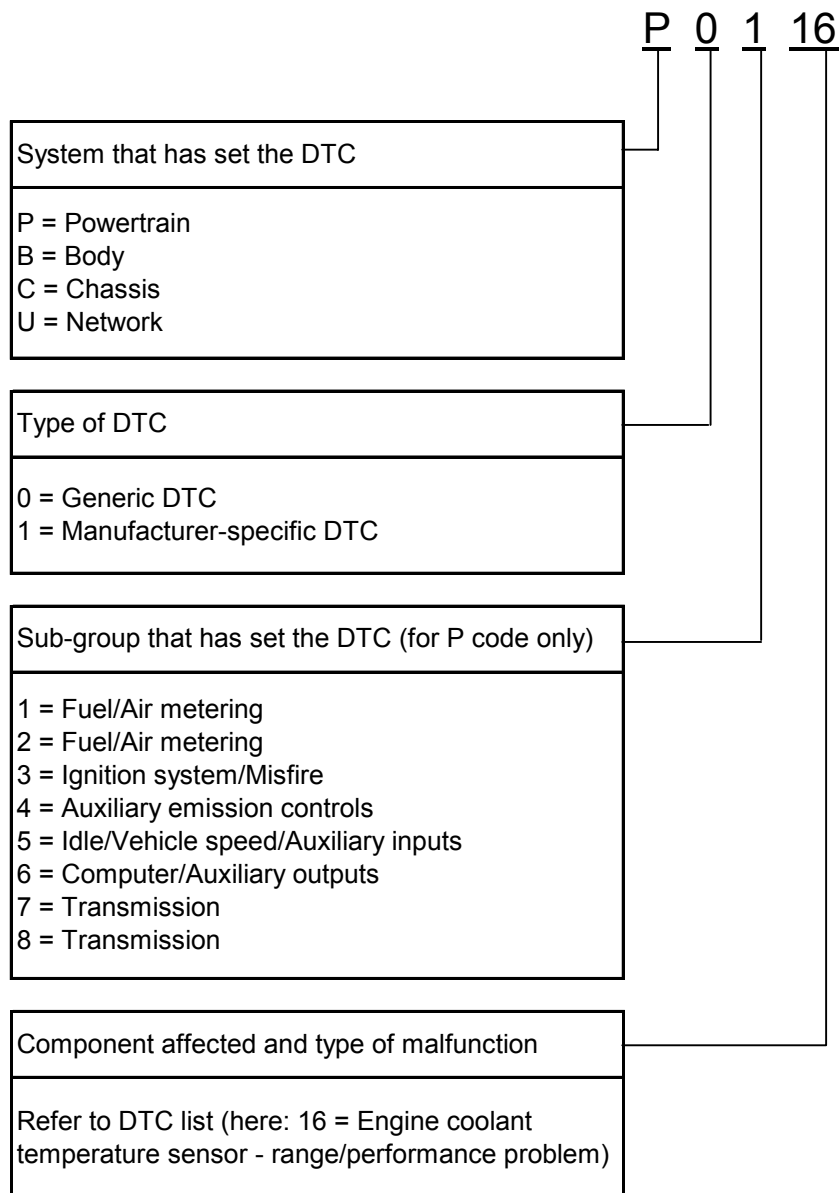 P 0 1 16
System that has set the DTC
P = Powertrain
B = Body
C = Chassis
U = Network
Type of DTC
0 = Generic DTC
1 = Manufacturer-specific DTC
Sub-group that has set the DTC (for P code only)
1 = Fuel/Air metering
2 = Fuel/Air metering
3 = Ignition system/Misfire
4 = Auxiliary emission controls
5 = Idle/Vehicle speed/Auxiliary inputs
6 = Computer/Auxiliary outputs
7 = Transmission
8 = Transmission
Component affected and type of malfunction
Refer to DTC list (here: 16 = Engine coolant
temperature sensor - range/performance problem)